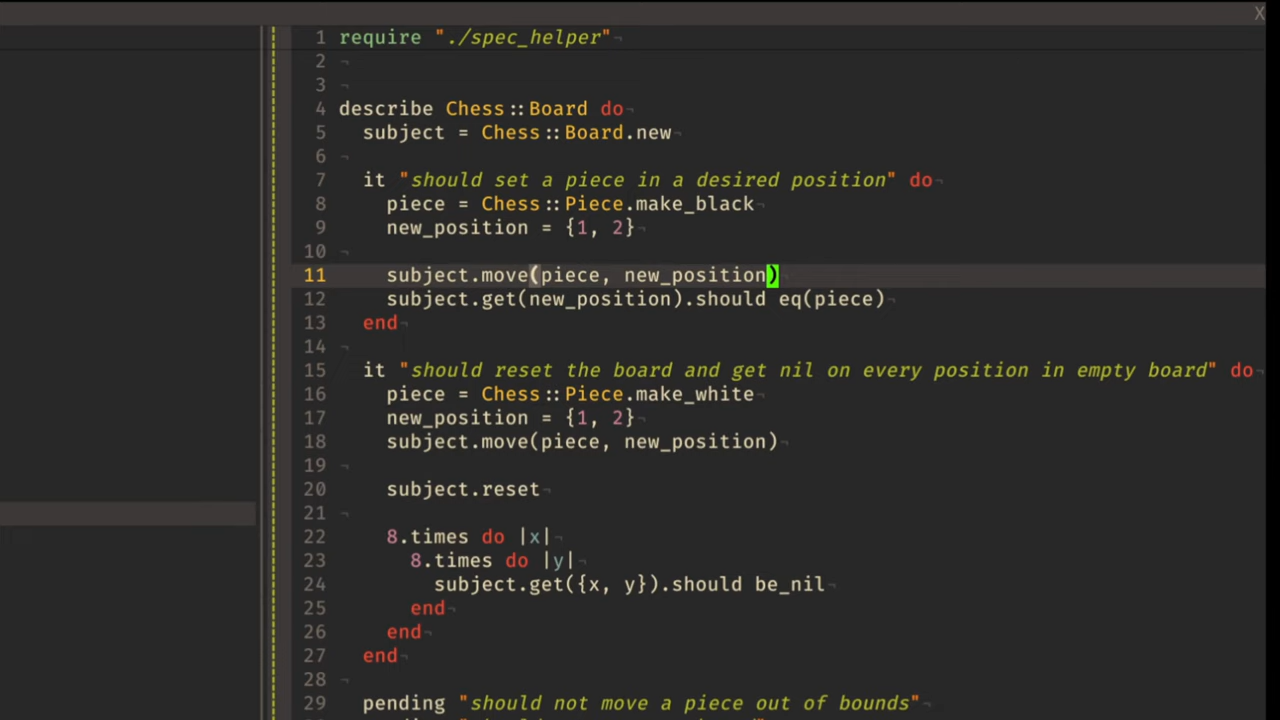 X
1 require "./spec_helper"¬
2 ¬
3 ¬
4 describe Chess::Board do¬
5   subject = Chess::Board.new¬
6 ¬
7   it "should set a piece in a desired position" do¬
8     piece = Chess::Piece.make_black¬
9     new_position = {1, 2}¬
10 ¬
11     subject.move(piece, new_position)¬
12     subject.get(new_position).should eq(piece)¬
13   end¬
14 ¬
15   it "should reset the board and get nil on every position in empty board" do¬
16     piece = Chess::Piece.make_white¬
17     new_position = {1, 2}¬
18     subject.move(piece, new_position)¬
19 ¬
20     subject.reset¬
21 ¬
22     8.times do |x|¬
23       8.times do |y|¬
24         subject.get({x, y}).should be_nil¬
25       end¬
26     end¬
27   end¬
28 ¬
29   pending "should not move a piece out of bounds"¬